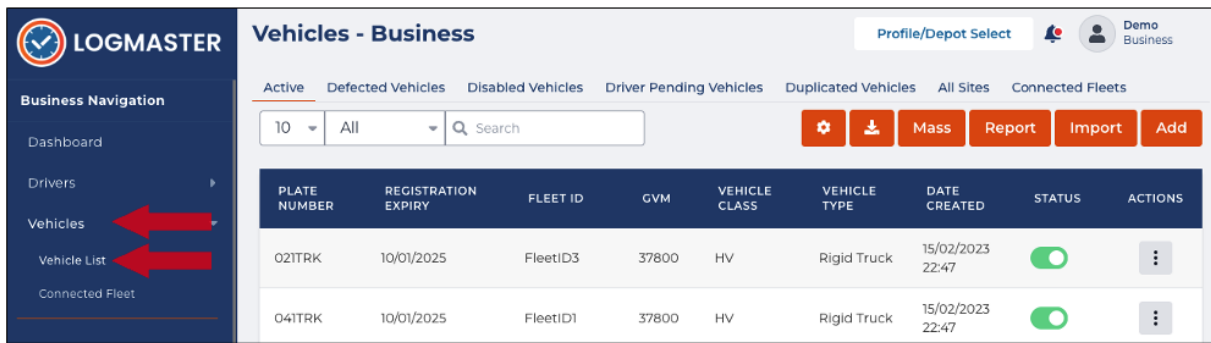 LOGMASTER
Business Navigation
Dashboard
Drivers
Vehicles
Vehicle List
Connected Fleet
Vehicles - Business
Profile/Depot Select
Demo
Business
Active Defected Vehicles Disabled Vehicles Driver Pending Vehicles Duplicated Vehicles All Sites Connected Fleets
10 All Search Mass Report Import Add
PLATE NUMBER REGISTRATION EXPIRY FLEET ID GVM VEHICLE CLASS VEHICLE TYPE DATE CREATED STATUS ACTIONS
021TRK 10/01/2025 FleetID3 37800 HV Rigid Truck 15/02/2023 22:47
041TRK 10/01/2025 FleetID1 37800 HV Rigid Truck 15/02/2023 22:47